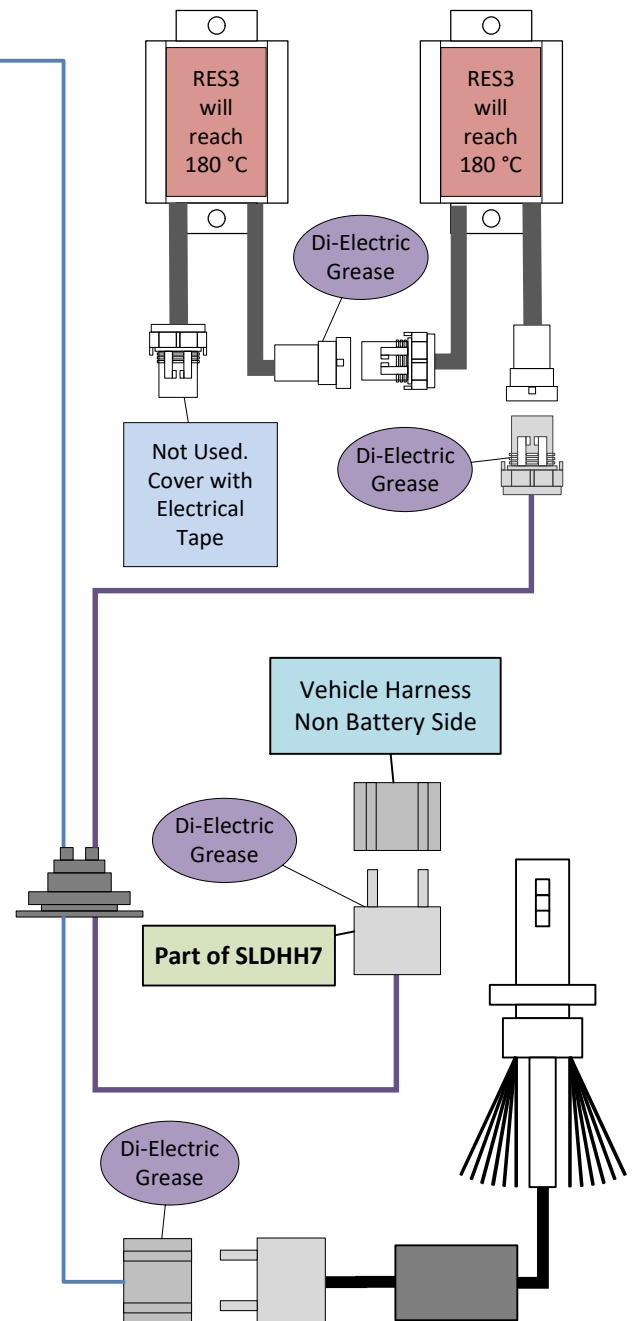 RES3
will
reach
180 °C
RES3
will
reach
180 °C
Di-Electric
Grease
Not Used.
Cover with
Electrical
Tape
Di-Electric
Grease
Vehicle Harness
Non Battery Side
Di-Electric
Grease
Part of SLDHH7
Di-Electric
Grease